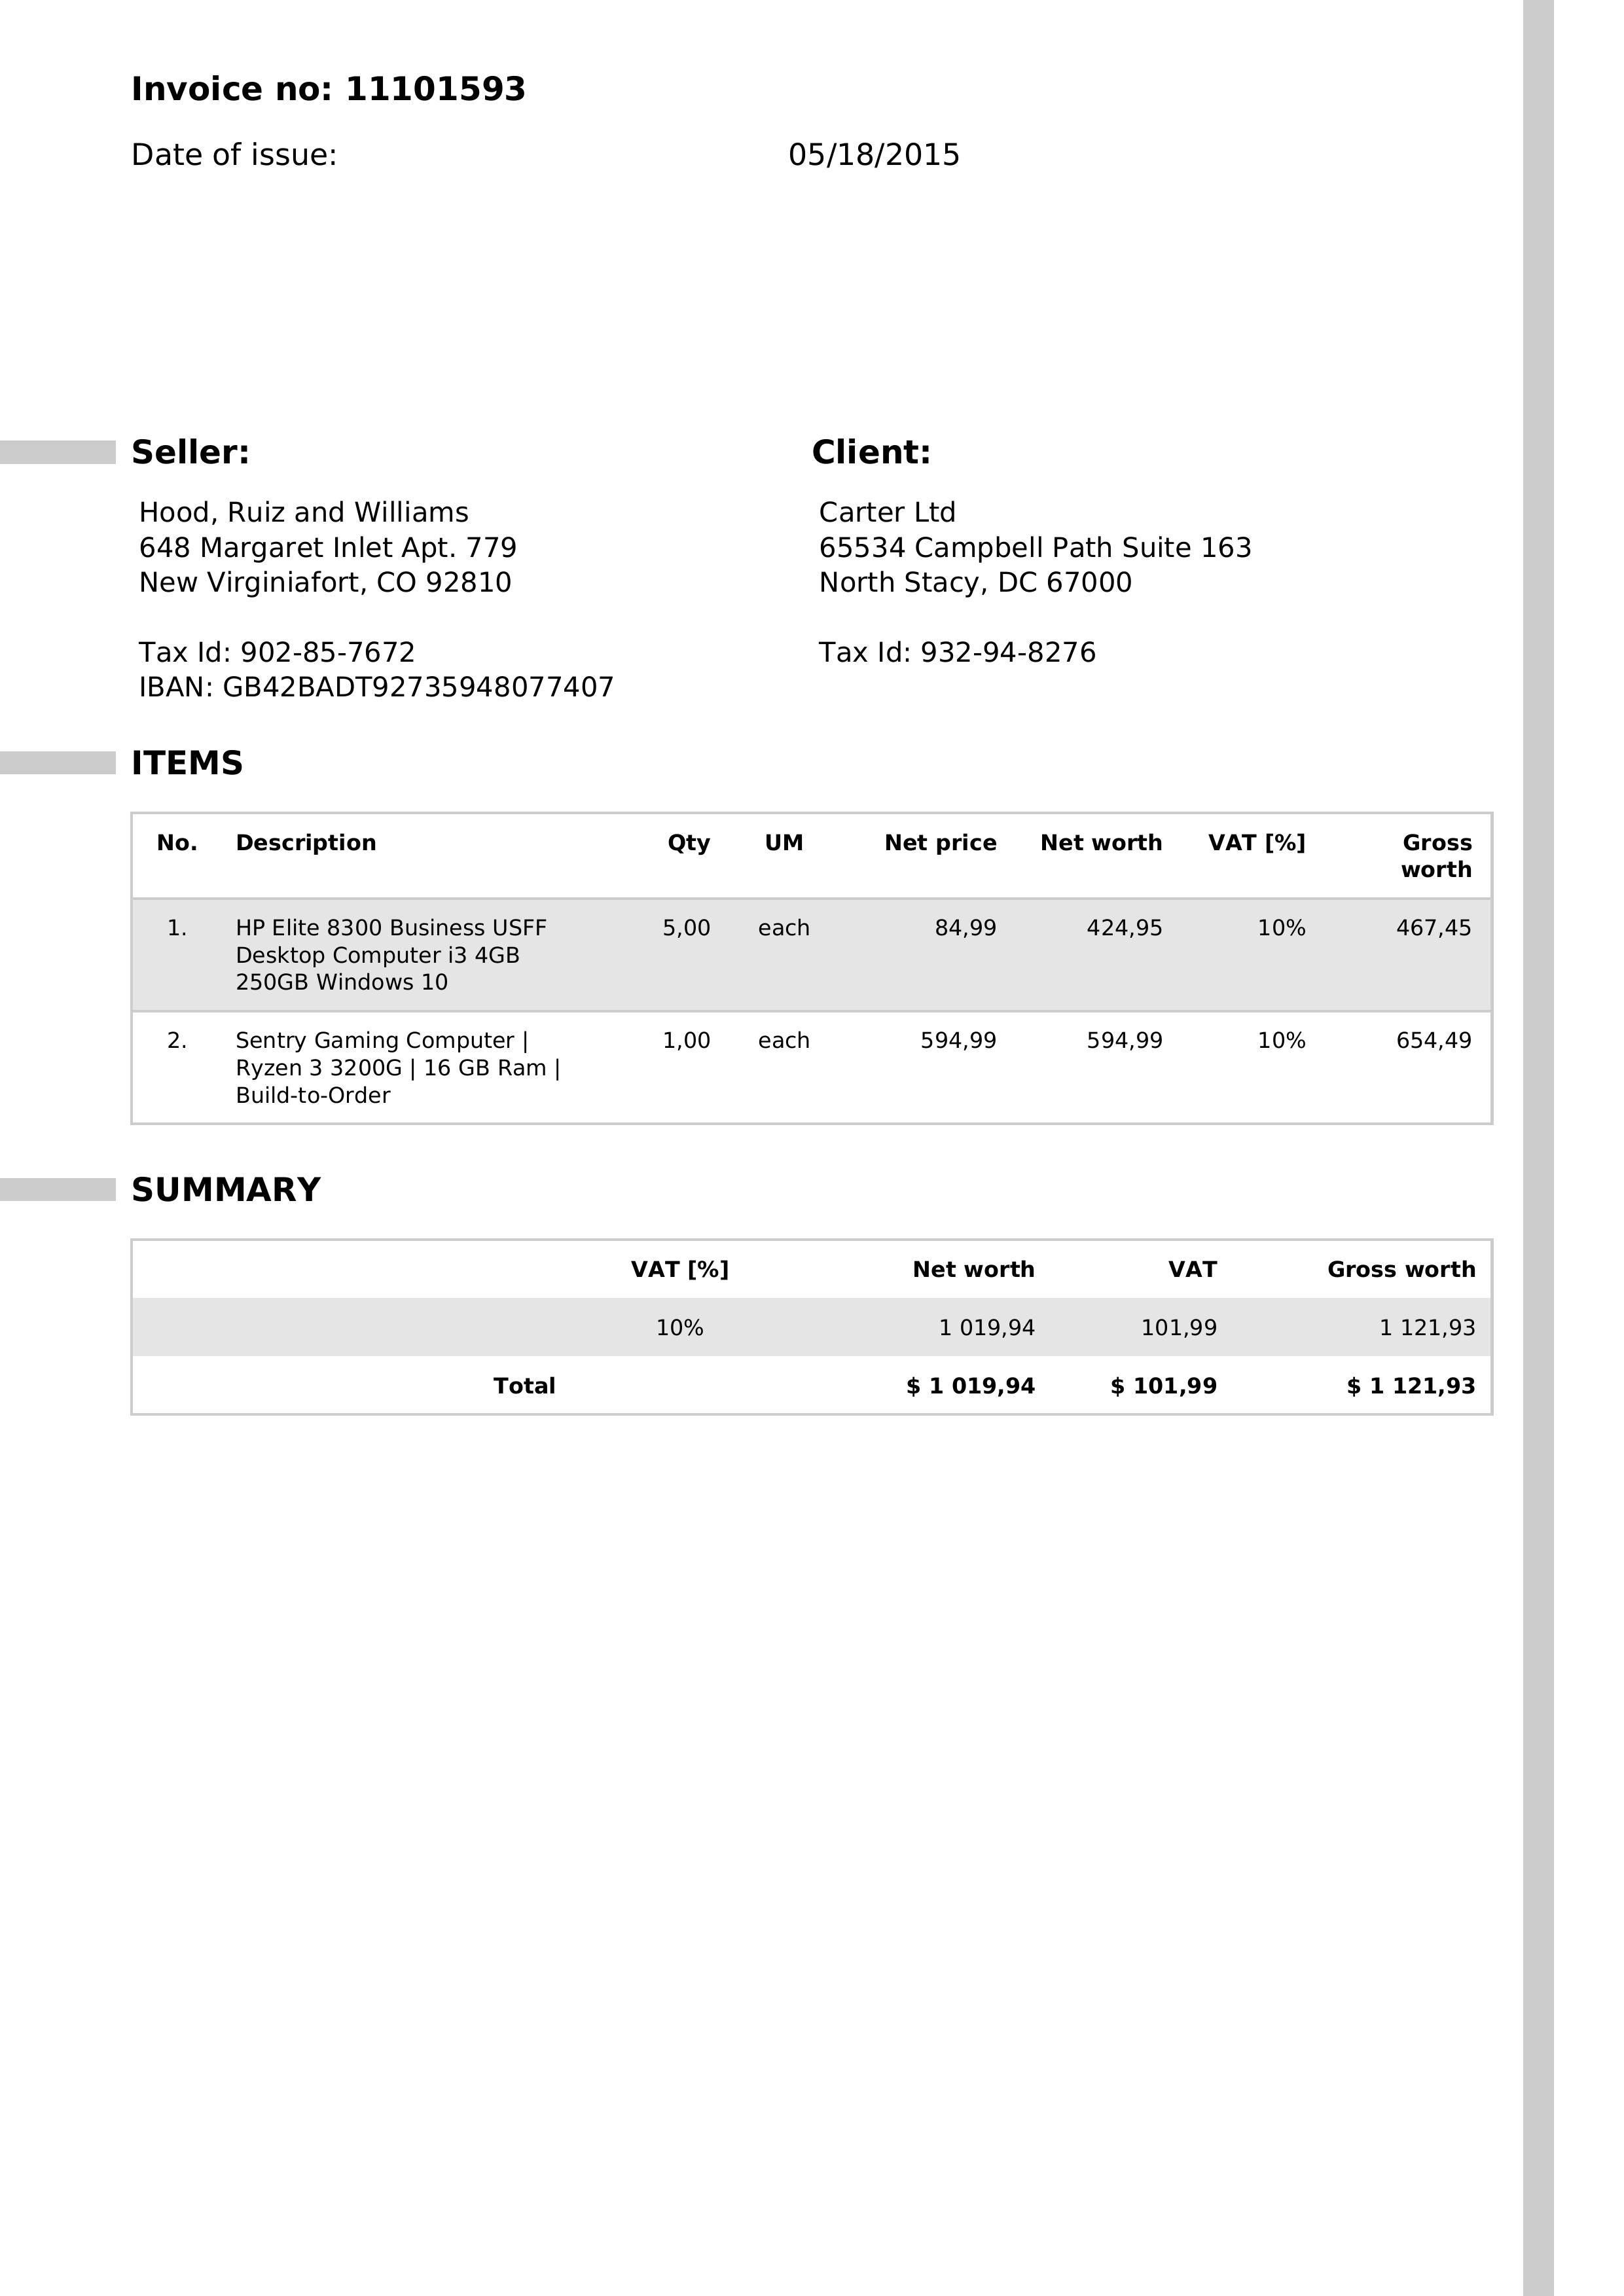 Invoice no: 11101593
Date of issue: 05/18/2015
Seller:
Hood, Ruiz and Williams
648 Margaret Inlet Apt. 779
New Virginiafort, CO 92810
Tax Id: 902-85-7672
IBAN: GB42BADT92735948077407
Client:
Carter Ltd
65534 Campbell Path Suite 163
North Stacy, DC 67000
Tax Id: 932-94-8276
ITEMS
No. Description Qty UM Net price Net worth VAT [%] Gross
worth
1. HP Elite 8300 Business USFF 5,00 each 84,99 424,95 10% 467,45
Desktop Computer i3 4GB
250GB Windows 10
2. Sentry Gaming Computer | 1,00 each 594,99 594,99 10% 654,49
Ryzen 3 3200G | 16 GB Ram |
Build-to-Order
SUMMARY
VAT [%] Net worth VAT Gross worth
10% 1 019,94 101,99 1 121,93
Total $ 1 019,94 $ 101,99 $ 1 121,93